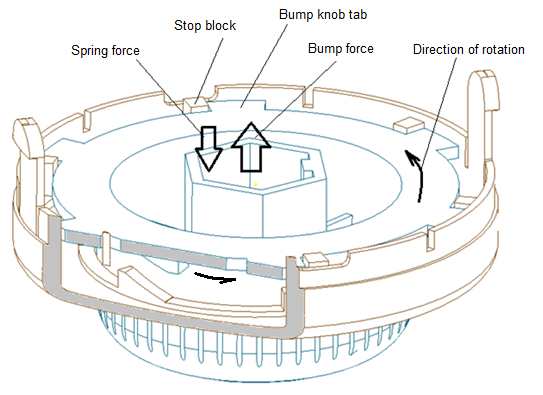 Bump knob tab
Stop block
Spring force
Bump force
Direction of rotation